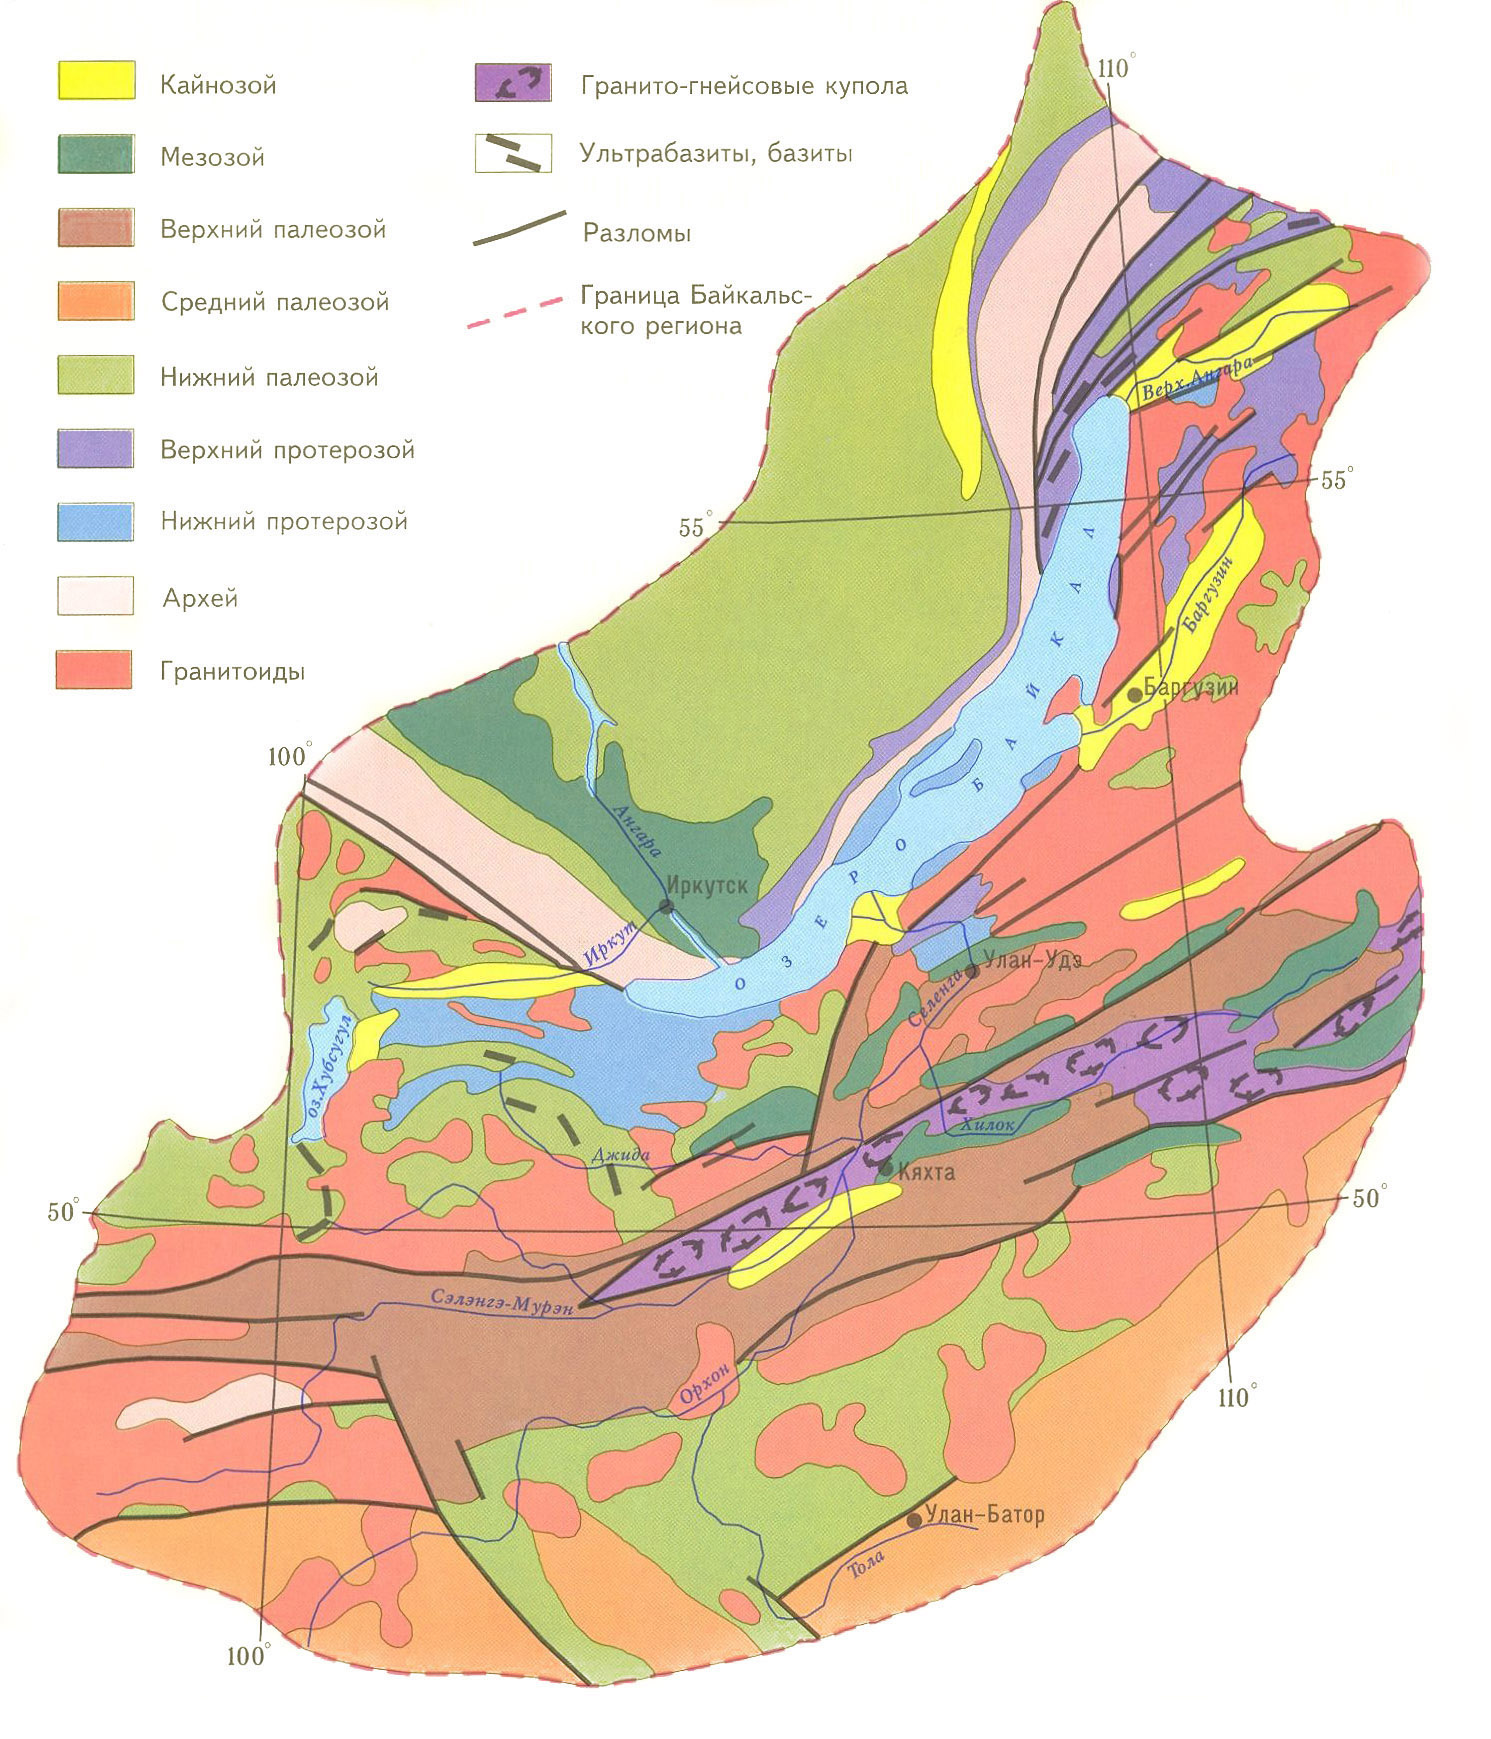 Кайнозой
Мезозой
Верхний палеозой
Средний палеозой
Нижний палеозой
Верхний протерозой
Нижний протерозой
Архей
Гранитоиды
Гранито-гнейсовые купола
Ультрабазиты, базиты
Разломы
Граница Байкальс-
кого региона
110°
Верх. Ангара
55°
55°
Баргузин
Баргузин
100°
Ангара
Иркутск
Иркут
ОЗЕРО БАЙКАЛ
Улан-Удэ
Селенга
оз.Хубсугул
Хилок
Джида
Кяхта
50°
50°
Сэлэнгэ-Мурэн
Орхон
110°
Улан-Батор
Тола
100°